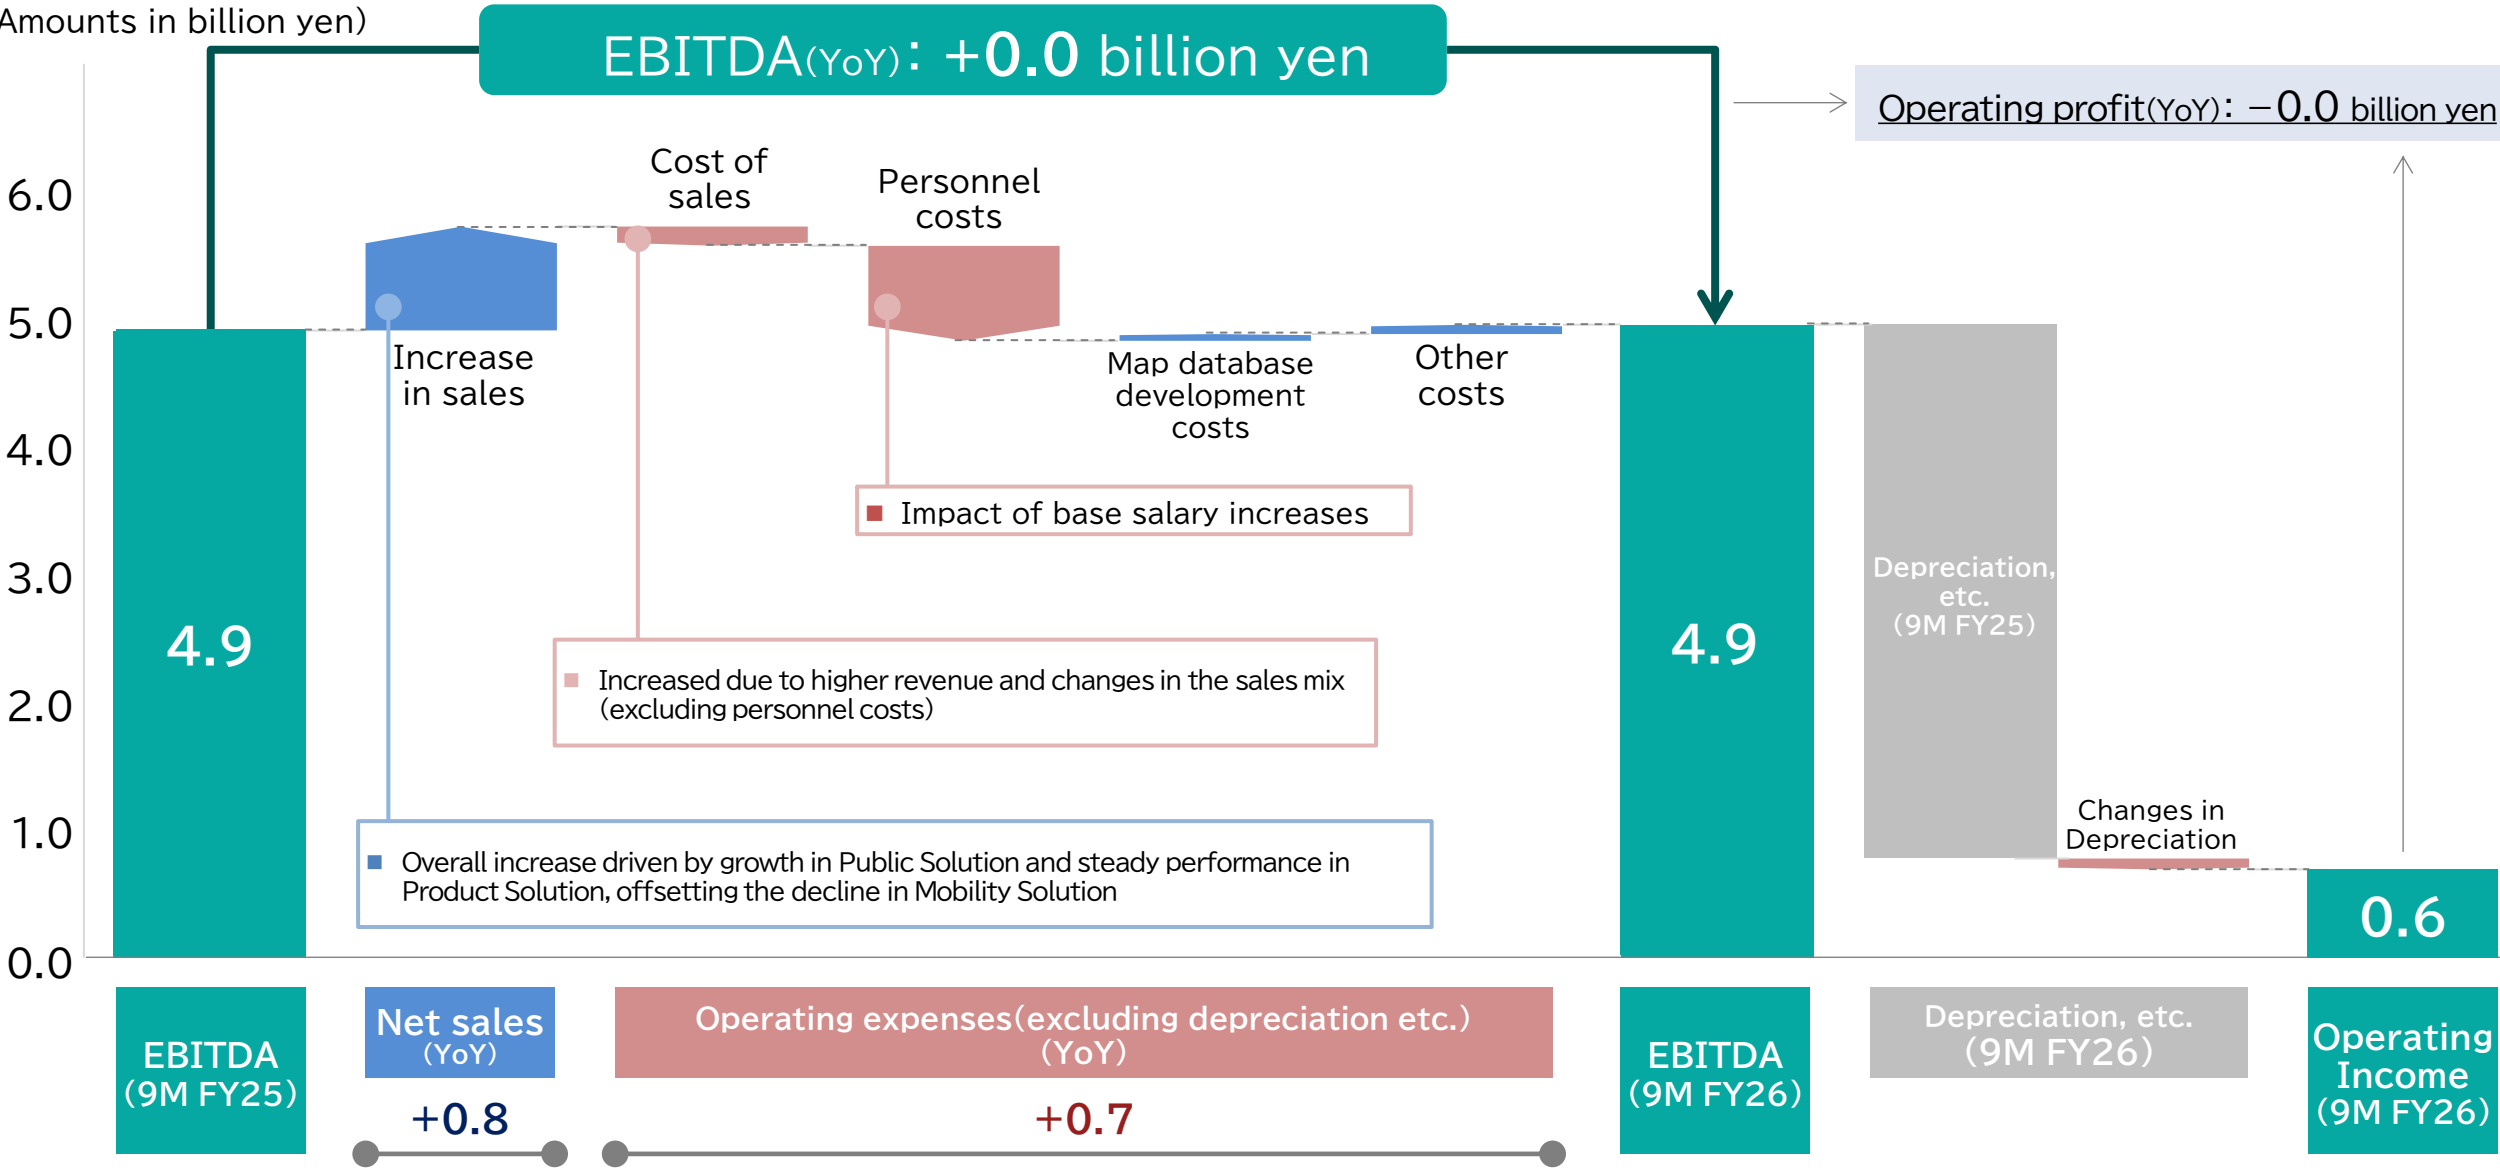 Amounts in billion yen)
EBITDA(YoY): +0.0 billion yen
Operating profit(YoY): −0.0 billion yen
6.0
5.0
4.0
3.0
2.0
1.0
0.0
Cost of
sales
Personnel
costs
Increase
in sales
Map database
development
costs
Other
costs
■ Impact of base salary increases
■ Increased due to higher revenue and changes in the sales mix
(excluding personnel costs)
■ Overall increase driven by growth in Public Solution and steady performance in
Product Solution, offsetting the decline in Mobility Solution
4.9
4.9
Depreciation,
etc.
(9M FY25)
Changes in
Depreciation
0.6
EBITDA
(9M FY25)
Net sales
(YoY)
+0.8
Operating expenses(excluding depreciation etc.)
(YoY)
+0.7
EBITDA
(9M FY26)
Depreciation, etc.
(9M FY26)
Operating
Income
(9M FY26)